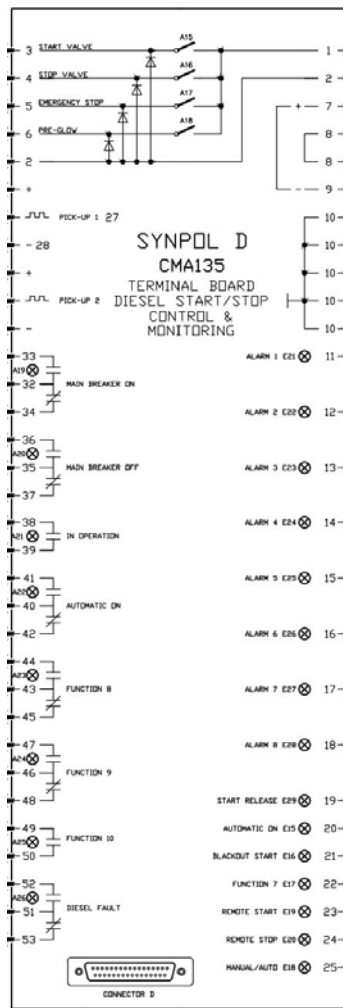 A15
3 START VALVE 1
A16
4 STOP VALVE 2
A17
5 EMERGENCY STOP + 7
A18
6 PRE-GLOW 8
2 8
+ 9
PICK-UP 1 27 10
- 28 10
+ 10
PICK-UP 2 10
- 10
SYNPOL D
CMA135
TERMINAL BOARD
DIESEL START/STOP
CONTROL &
MONITORING
33
A19
32 MAIN BREAKER ON
34
36
A20
35 MAIN BREAKER OFF
37
38
A21 IN OPERATION
39
41
A22
40 AUTOMATIC ON
42
44
A23
43 FUNCTION 8
45
47
A24
46 FUNCTION 9
48
49
A25 FUNCTION 10
50
52
A26
51 DIESEL FAULT
53
ALARM 1 E21 11
ALARM 2 E22 12
ALARM 3 E23 13
ALARM 4 E24 14
ALARM 5 E25 15
ALARM 6 E26 16
ALARM 7 E27 17
ALARM 8 E28 18
START RELEASE E29 19
AUTOMATIC ON E15 20
BLACKOUT START E16 21
FUNCTION 7 E17 22
REMOTE START E19 23
REMOTE STOP E20 24
MANUAL/AUTO E18 25
CONNECTOR D